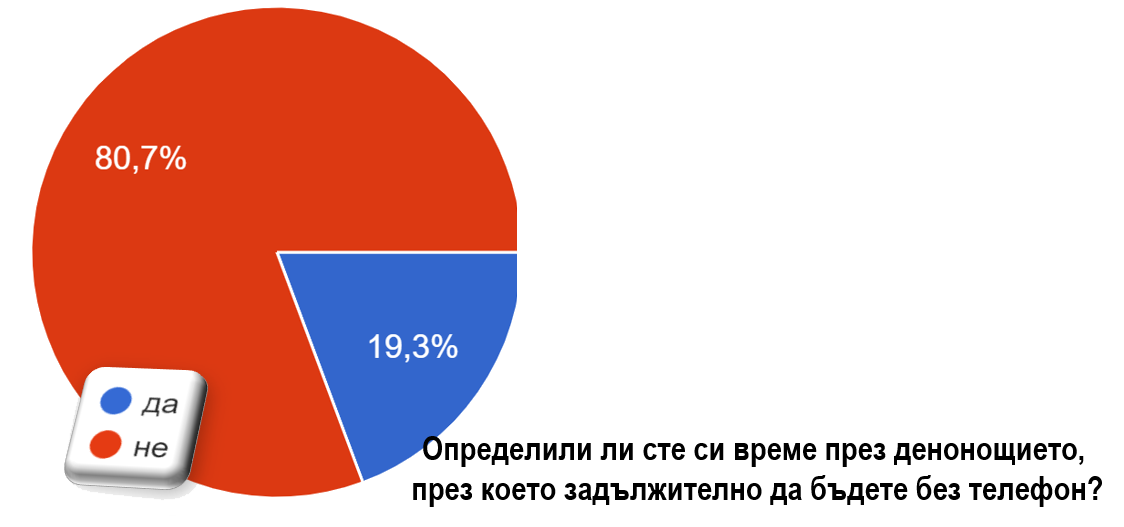 80,7%
19,3%
да
не
Определили ли сте си време през денонощието,
през което задължително да бъдете без телефон?